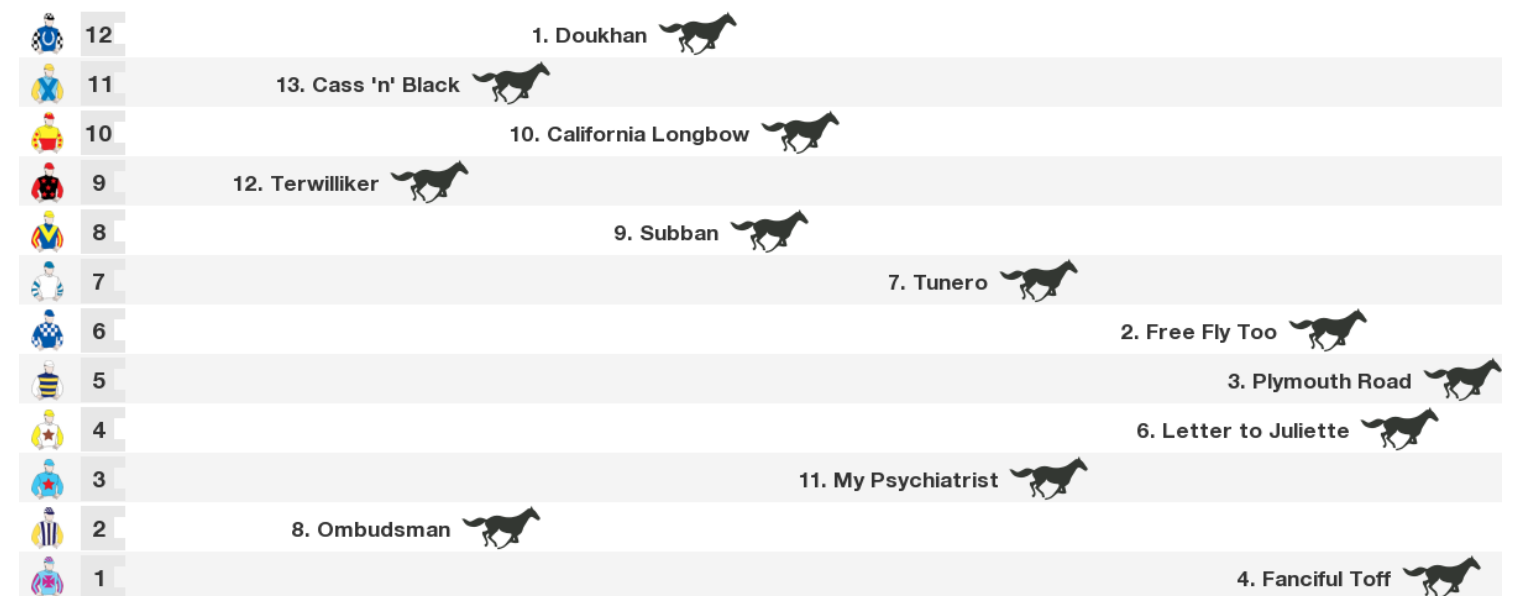 12 1. Doukhan
11 13. Cass 'n' Black
10 10. California Longbow
9 12. Terwilliker
8 9. Subban
7 7. Tunero
6 2. Free Fly Too
5 3. Plymouth Road
4 6. Letter to Juliette
3 11. My Psychiatrist
2 8. Ombudsman
1 4. Fanciful Toff